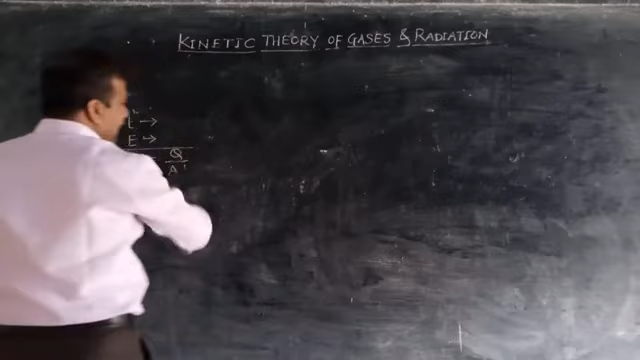 KINETIC THEORY OF GASES & RADIATION
t →
E →
Q
A